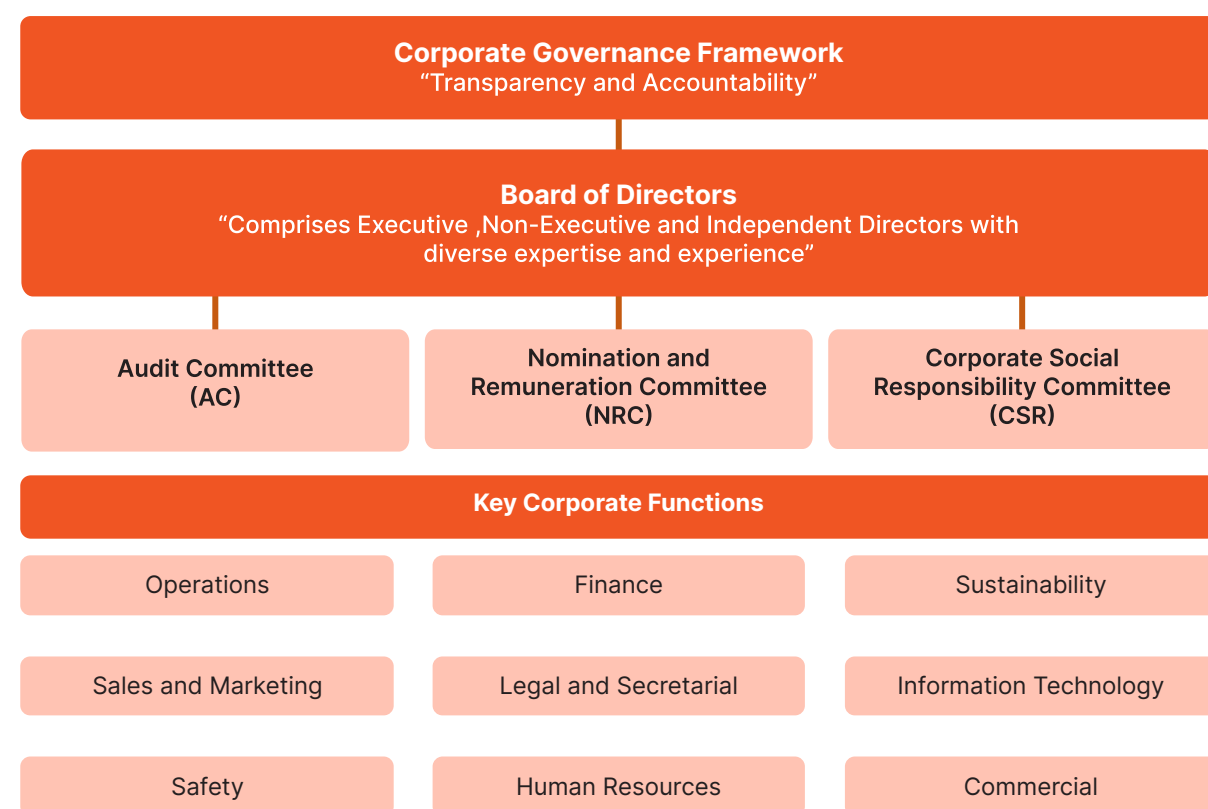 Corporate Governance Framework
“Transparency and Accountability”
Board of Directors
“Comprises Executive ,Non-Executive and Independent Directors with
diverse expertise and experience”
Audit Committee
(AC)
Nomination and
Remuneration Committee
(NRC)
Corporate Social
Responsibility Committee
(CSR)
Key Corporate Functions
Operations
Finance
Sustainability
Sales and Marketing
Legal and Secretarial
Information Technology
Safety
Human Resources
Commercial